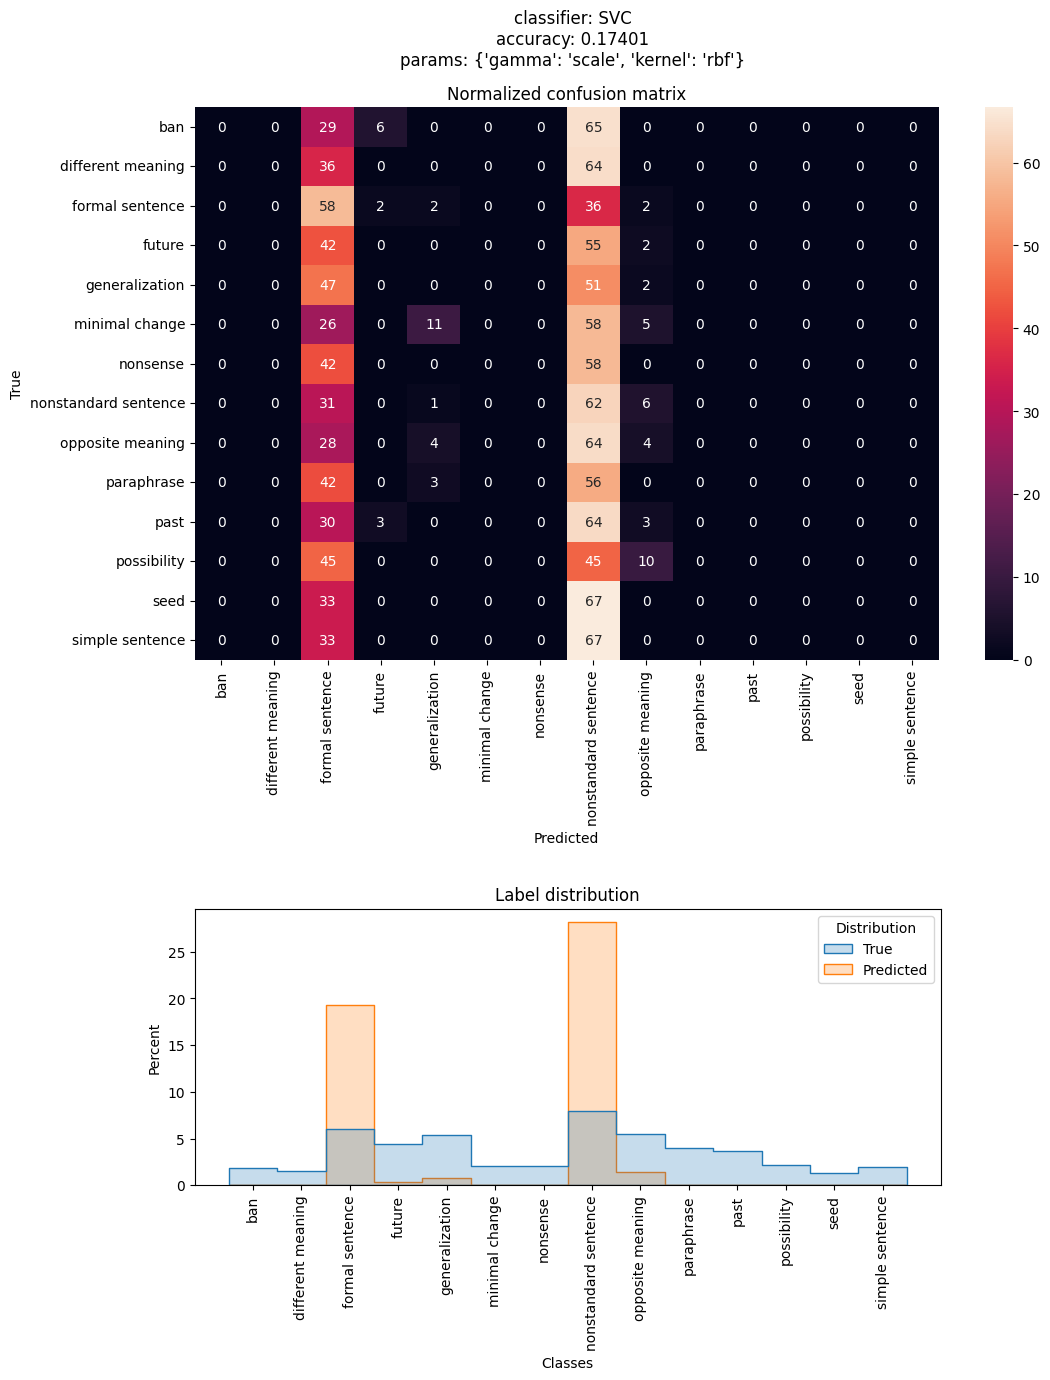 classifier: SVC
accuracy: 0.17401
params: {'gamma': 'scale', 'kernel': 'rbf'}
Normalized confusion matrix
ban 0 0 29 6 0 0 0 65 0 0 0 0 0 0
different meaning 0 0 36 0 0 0 0 64 0 0 0 0 0 0
formal sentence 0 0 58 2 2 0 0 36 2 0 0 0 0 0
future 0 0 42 0 0 0 0 55 2 0 0 0 0 0
generalization 0 0 47 0 0 0 0 51 2 0 0 0 0 0
minimal change 0 0 26 0 11 0 0 58 5 0 0 0 0 0
nonsense 0 0 42 0 0 0 0 58 0 0 0 0 0 0
nonstandard sentence 0 0 31 0 1 0 0 62 6 0 0 0 0 0
opposite meaning 0 0 28 0 4 0 0 64 4 0 0 0 0 0
paraphrase 0 0 42 0 3 0 0 56 0 0 0 0 0 0
past 0 0 30 3 0 0 0 64 3 0 0 0 0 0
possibility 0 0 45 0 0 0 0 45 10 0 0 0 0 0
seed 0 0 33 0 0 0 0 67 0 0 0 0 0 0
simple sentence 0 0 33 0 0 0 0 67 0 0 0 0 0 0
True
60
50
40
30
20
10
0
ban
different meaning
formal sentence
future
generalization
minimal change
nonsense
nonstandard sentence
opposite meaning
paraphrase
past
possibility
seed
simple sentence
Predicted
Label distribution
Distribution
True
Predicted
Percent
25
20
15
10
5
0
ban
different meaning
formal sentence
future
generalization
minimal change
nonsense
nonstandard sentence
opposite meaning
paraphrase
past
possibility
seed
simple sentence
Classes